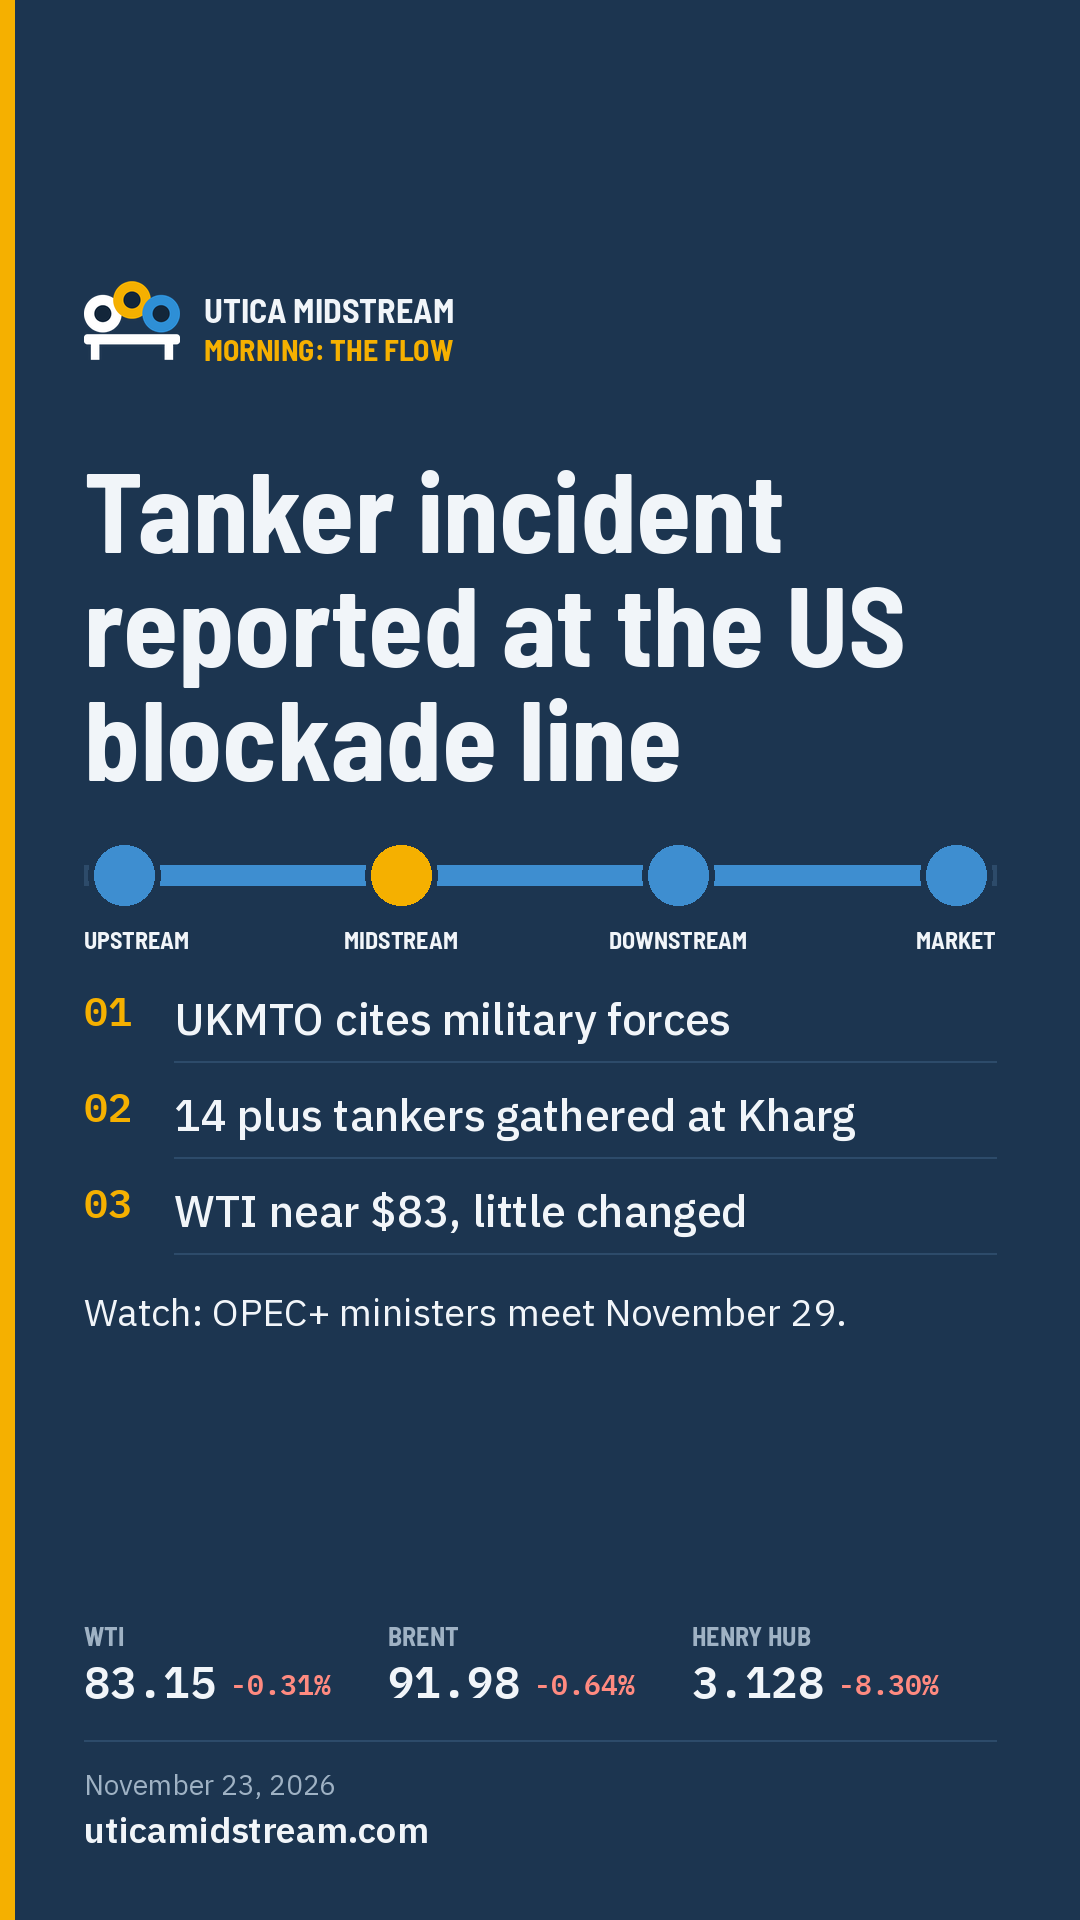 UTICA MIDSTREAM
MORNING: THE FLOW
Tanker incident
reported at the US
blockade line
UPSTREAM MIDSTREAM DOWNSTREAM MARKET
01 UKMTO cites military forces
02 14 plus tankers gathered at Kharg
03 WTI near $83, little changed
Watch: OPEC+ ministers meet November 29.
WTI BRENT HENRY HUB
83.15 -0.31% 91.98 -0.64% 3.128 -8.30%
November 23, 2026
uticamidstream.com